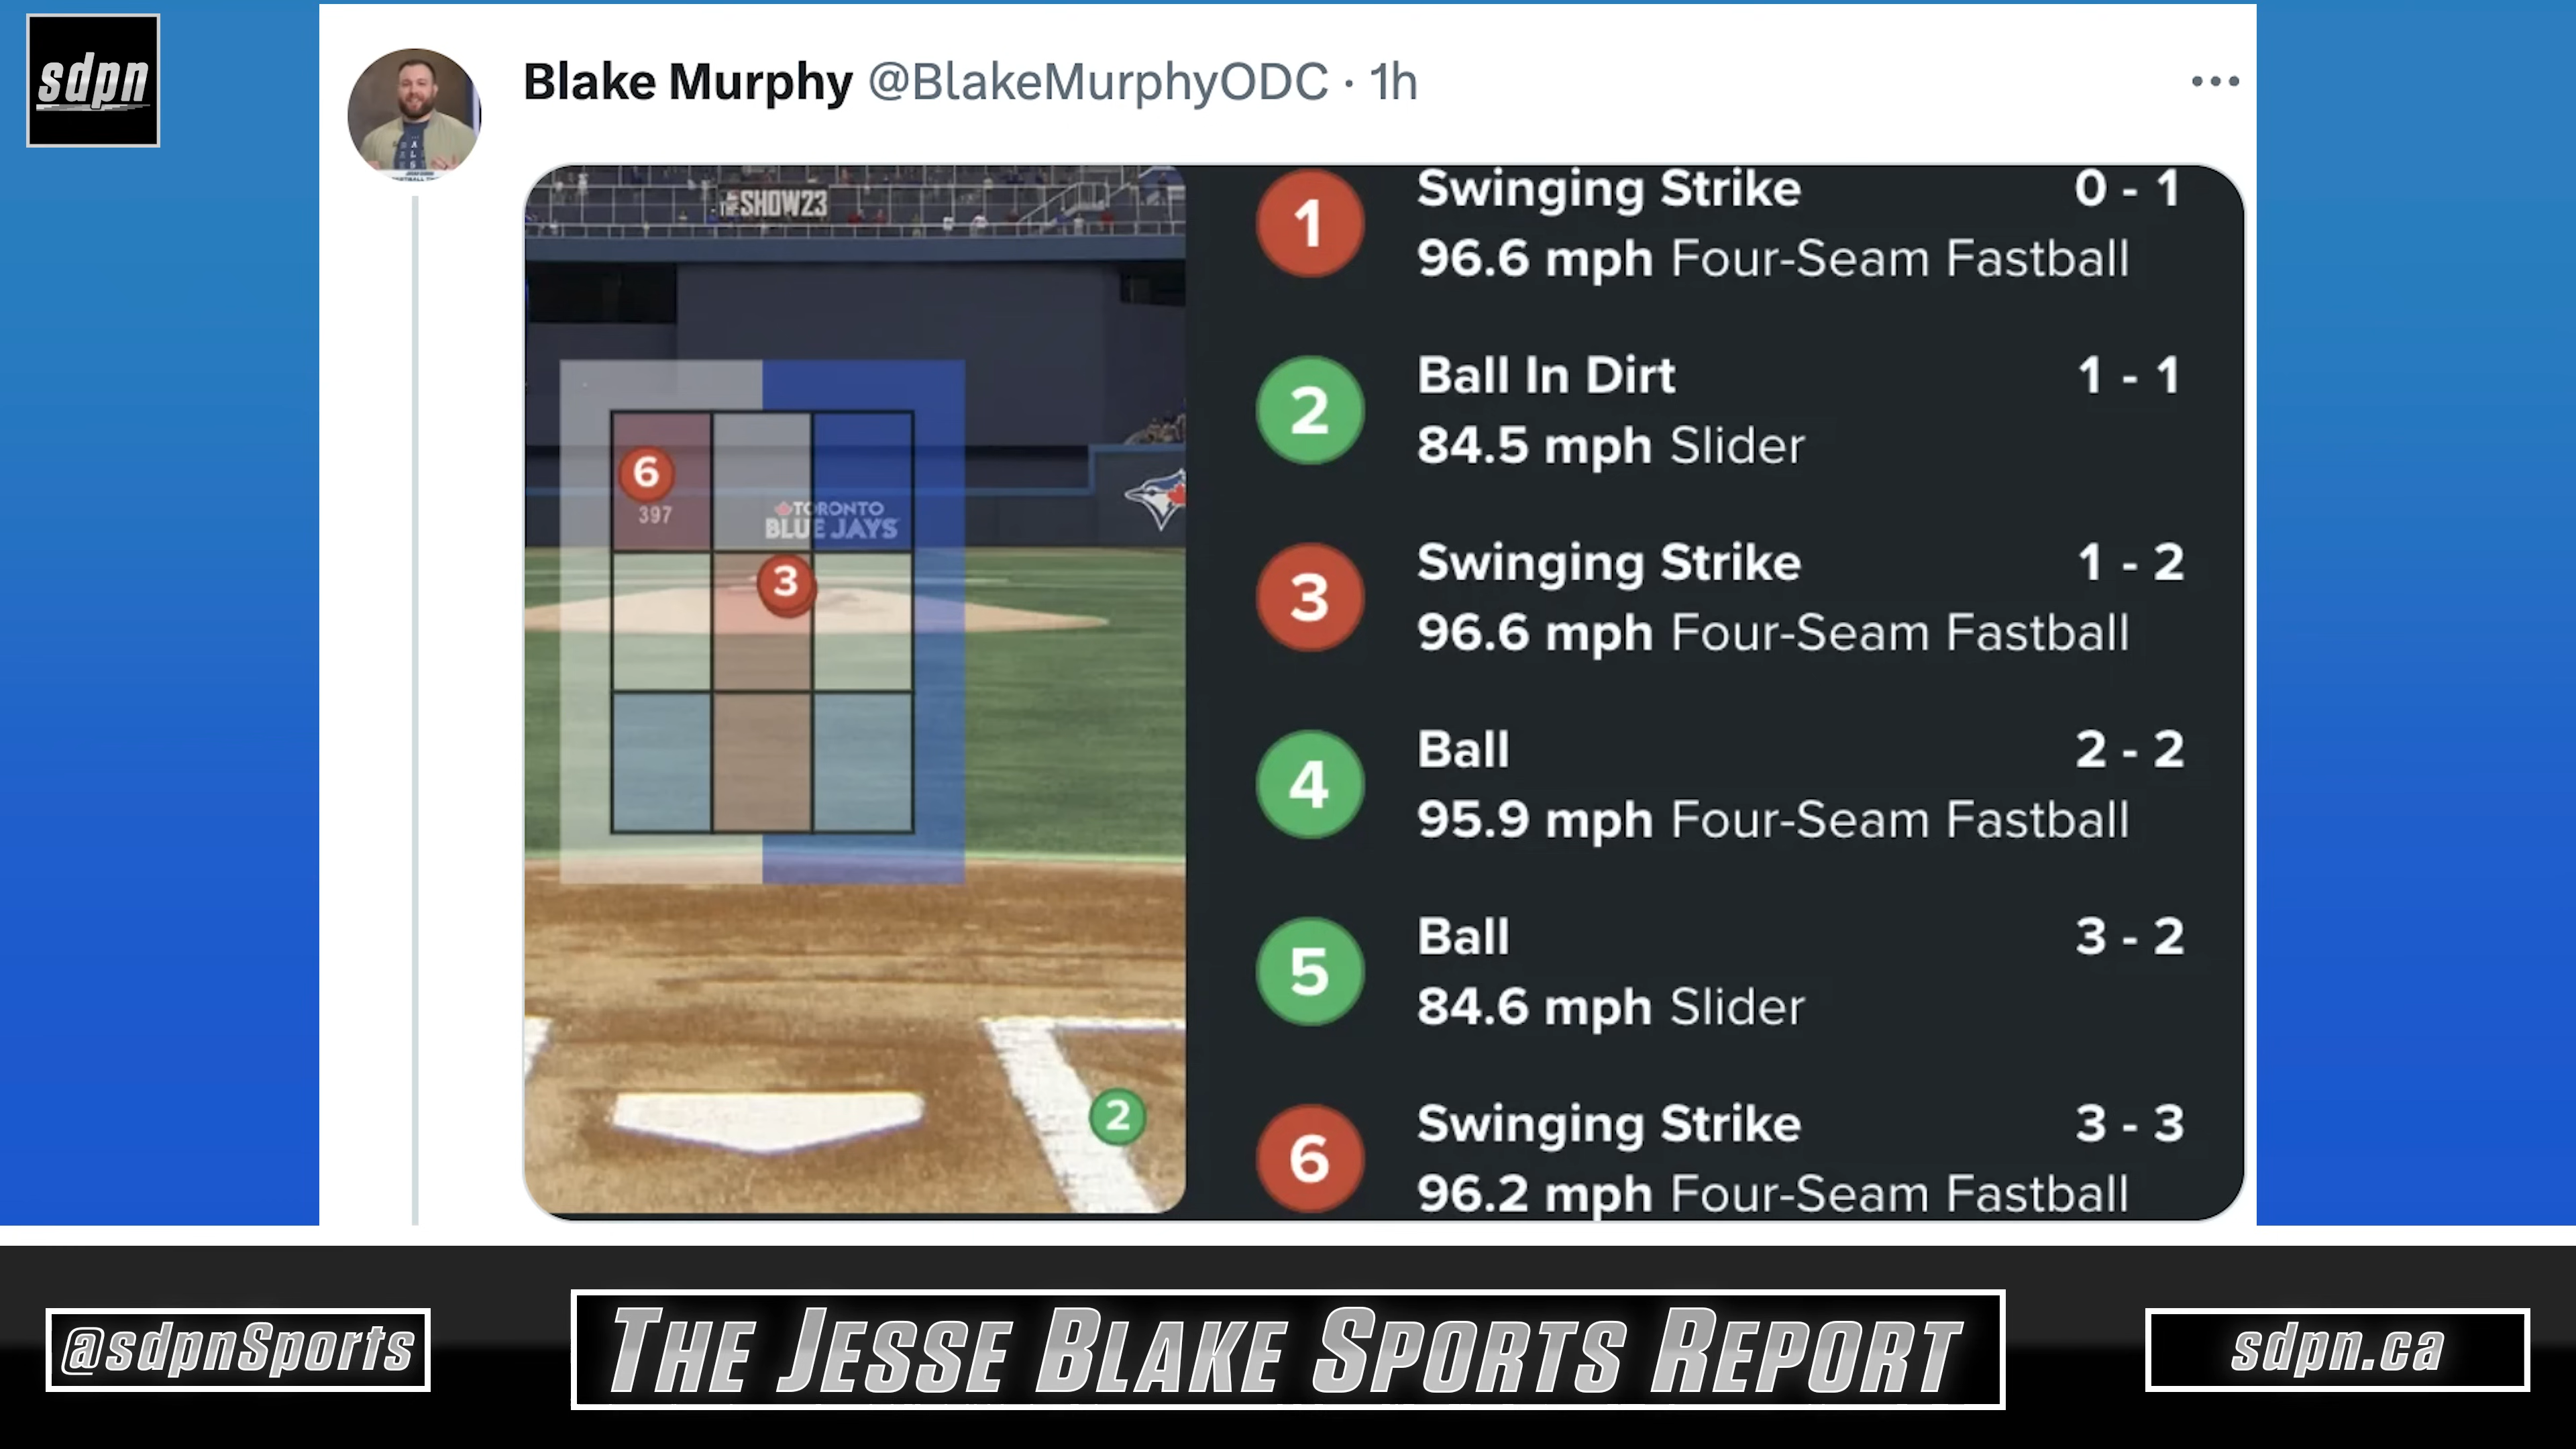 sdpn
Blake Murphy @BlakeMurphyODC · 1h
THE SHOW23
6
397
TORONTO
BLUE JAYS
3
2
1 Swinging Strike 0 - 1
96.6 mph Four-Seam Fastball
2 Ball In Dirt 1 - 1
84.5 mph Slider
3 Swinging Strike 1 - 2
96.6 mph Four-Seam Fastball
4 Ball 2 - 2
95.9 mph Four-Seam Fastball
5 Ball 3 - 2
84.6 mph Slider
6 Swinging Strike 3 - 3
96.2 mph Four-Seam Fastball
@sdpnSports
THE JESSE BLAKE SPORTS REPORT
sdpn.ca